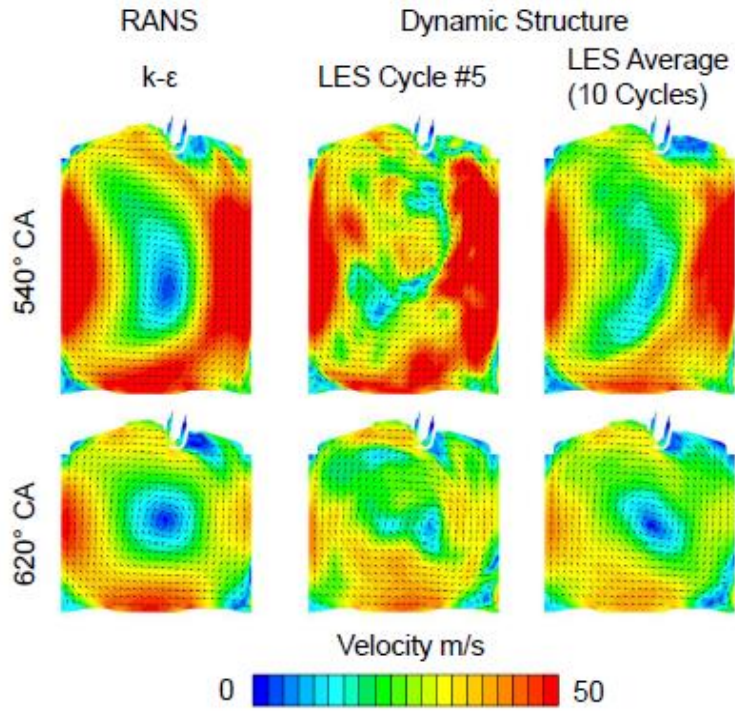 RANS
Dynamic Structure
k-ε
LES Cycle #5
LES Average
(10 Cycles)
540° CA
620° CA
Velocity m/s
0
50